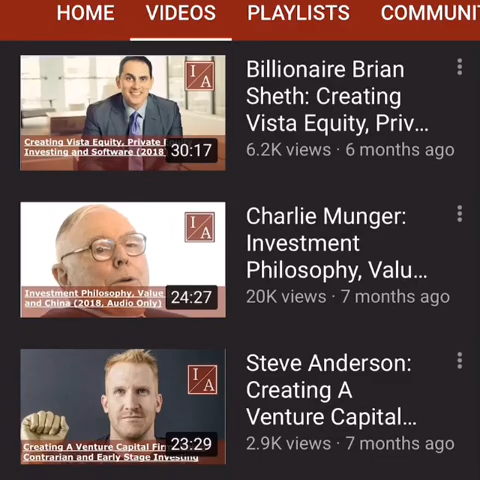 HOME VIDEOS PLAYLISTS COMMUNI
I A
Creating Vista Equity, Private
Investing and Software (2018
30:17
Billionaire Brian
Sheth: Creating
Vista Equity, Priv...
6.2K views · 6 months ago
I A
Investment Philosophy, Value
and China (2018, Audio Only)
24:27
Charlie Munger:
Investment
Philosophy, Valu...
20K views · 7 months ago
I A
Creating A Venture Capital Fir
Contrarian and Early Stage Investing
23:29
Steve Anderson:
Creating A
Venture Capital...
2.9K views · 7 months ago